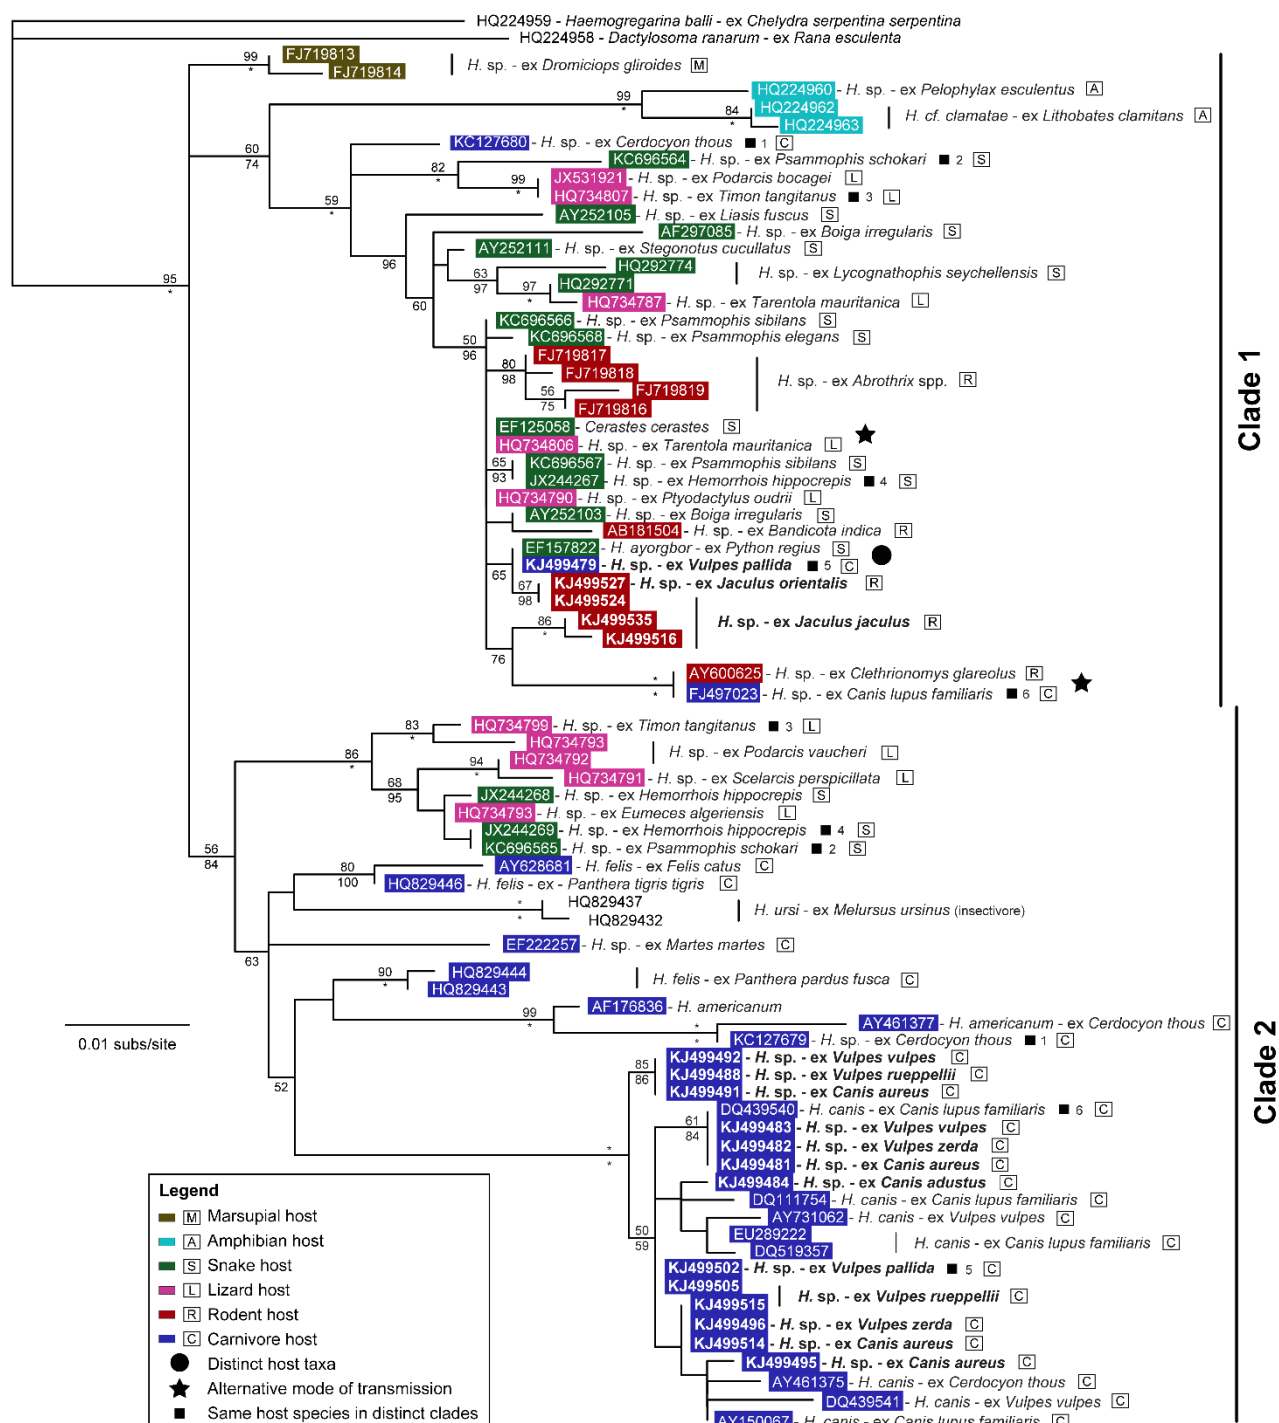 HQ224959 - Haemogregarina balli - ex Chelydra serpentina serpentina
HQ224958 - Dactylosoma ranarum - ex Rana esculenta
99
*
FJ719813
FJ719814
H. sp. - ex Dromiciops gliroides M
99
*
HQ224960 - H. sp. - ex Pelophylax esculentus A
84
*
HQ224962
HQ224963
H. cf. clamatae - ex Lithobates clamitans A
60
74
KC127680 - H. sp. - ex Cerdocyon thous ■ 1 C
82
*
KC696564 - H. sp. - ex Psammophis schokari ■ 2 S
99
*
JX531921 - H. sp. - ex Podarcis bocagei L
HQ734807 - H. sp. - ex Timon tangitanus ■ 3 L
59
*
AY252105 - H. sp. - ex Liasis fuscus S
AF297085 - H. sp. - ex Boiga irregularis S
AY252111 - H. sp. - ex Stegonotus cucullatus S
96
63
97
HQ292774
HQ292771
H. sp. - ex Lycognathophis seychellensis S
97
*
HQ734787 - H. sp. - ex Tarentola mauritanica L
95
*
60
KC696566 - H. sp. - ex Psammophis sibilans S
KC696568 - H. sp. - ex Psammophis elegans S
50
96
80
98
FJ719817
FJ719818
56
75
FJ719819
FJ719816
H. sp. - ex Abrothrix spp. R
EF125058 - Cerastes cerastes S
HQ734806 - H. sp. - ex Tarentola mauritanica L ★
65
93
KC696567 - H. sp. - ex Psammophis sibilans S
JX244267 - H. sp. - ex Hemorrhois hippocrepis ■ 4 S
HQ734790 - H. sp. - ex Ptyodactylus oudrii L
AY252103 - H. sp. - ex Boiga irregularis S
AB181504 - H. sp. - ex Bandicota indica R
EF157822 - H. ayorgbor - ex Python regius S ●
KJ499479 - H. sp. - ex Vulpes pallida ■ 5 C
65
67
98
KJ499527 - H. sp. - ex Jaculus orientalis R
KJ499524
86
*
KJ499535
KJ499516
H. sp. - ex Jaculus jaculus R
76
*
*
AY600625 - H. sp. - ex Clethrionomys glareolus R
FJ497023 - H. sp. - ex Canis lupus familiaris ■ 6 C ★
Clade 1
83
*
HQ734799 - H. sp. - ex Timon tangitanus ■ 3 L
HQ734793
HQ734792
H. sp. - ex Podarcis vaucheri L
86
*
94
*
HQ734791 - H. sp. - ex Scelarcis perspicillata L
68
95
JX244268 - H. sp. - ex Hemorrhois hippocrepis S
HQ734793 - H. sp. - ex Eumeces algeriensis L
JX244269 - H. sp. - ex Hemorrhois hippocrepis ■ 4 S
KC696565 - H. sp. - ex Psammophis schokari ■ 2 S
56
84
80
100
AY628681 - H. felis - ex Felis catus C
HQ829446 - H. felis - ex - Panthera tigris tigris C
*
*
HQ829437
HQ829432
H. ursi - ex Melursus ursinus (insectivore)
EF222257 - H. sp. - ex Martes martes C
63
90
*
HQ829444
HQ829443
H. felis - ex Panthera pardus fusca C
99
*
AF176836 - H. americanum
*
*
AY461377 - H. americanum - ex Cerdocyon thous C
KC127679 - H. sp. - ex Cerdocyon thous ■ 1 C
0.01 subs/site
52
85
86
KJ499492 - H. sp. - ex Vulpes vulpes C
KJ499488 - H. sp. - ex Vulpes rueppellii C
KJ499491 - H. sp. - ex Canis aureus C
61
84
DQ439540 - H. canis - ex Canis lupus familiaris ■ 6 C
KJ499483 - H. sp. - ex Vulpes vulpes C
KJ499482 - H. sp. - ex Vulpes zerda C
KJ499481 - H. sp. - ex Canis aureus C
*
*
KJ499484 - H. sp. - ex Canis adustus C
DQ111754 - H. canis - ex Canis lupus familiaris C
AY731062 - H. canis - ex Vulpes vulpes C
50
59
EU289222
DQ519357
H. canis - ex Canis lupus familiaris C
KJ499502 - H. sp. - ex Vulpes pallida ■ 5 C
KJ499505
KJ499515
H. sp. - ex Vulpes rueppellii C
KJ499496 - H. sp. - ex Vulpes zerda C
KJ499514 - H. sp. - ex Canis aureus C
KJ499495 - H. sp. - ex Canis aureus C
AY461375 - H. canis - ex Cerdocyon thous C
DQ439541 - H. canis - ex Vulpes vulpes C
AY150067 - H. canis - ex Canis lupus familiaris C
Clade 2
Legend
M Marsupial host
A Amphibian host
S Snake host
L Lizard host
R Rodent host
C Carnivore host
● Distinct host taxa
★ Alternative mode of transmission
■ Same host species in distinct clades